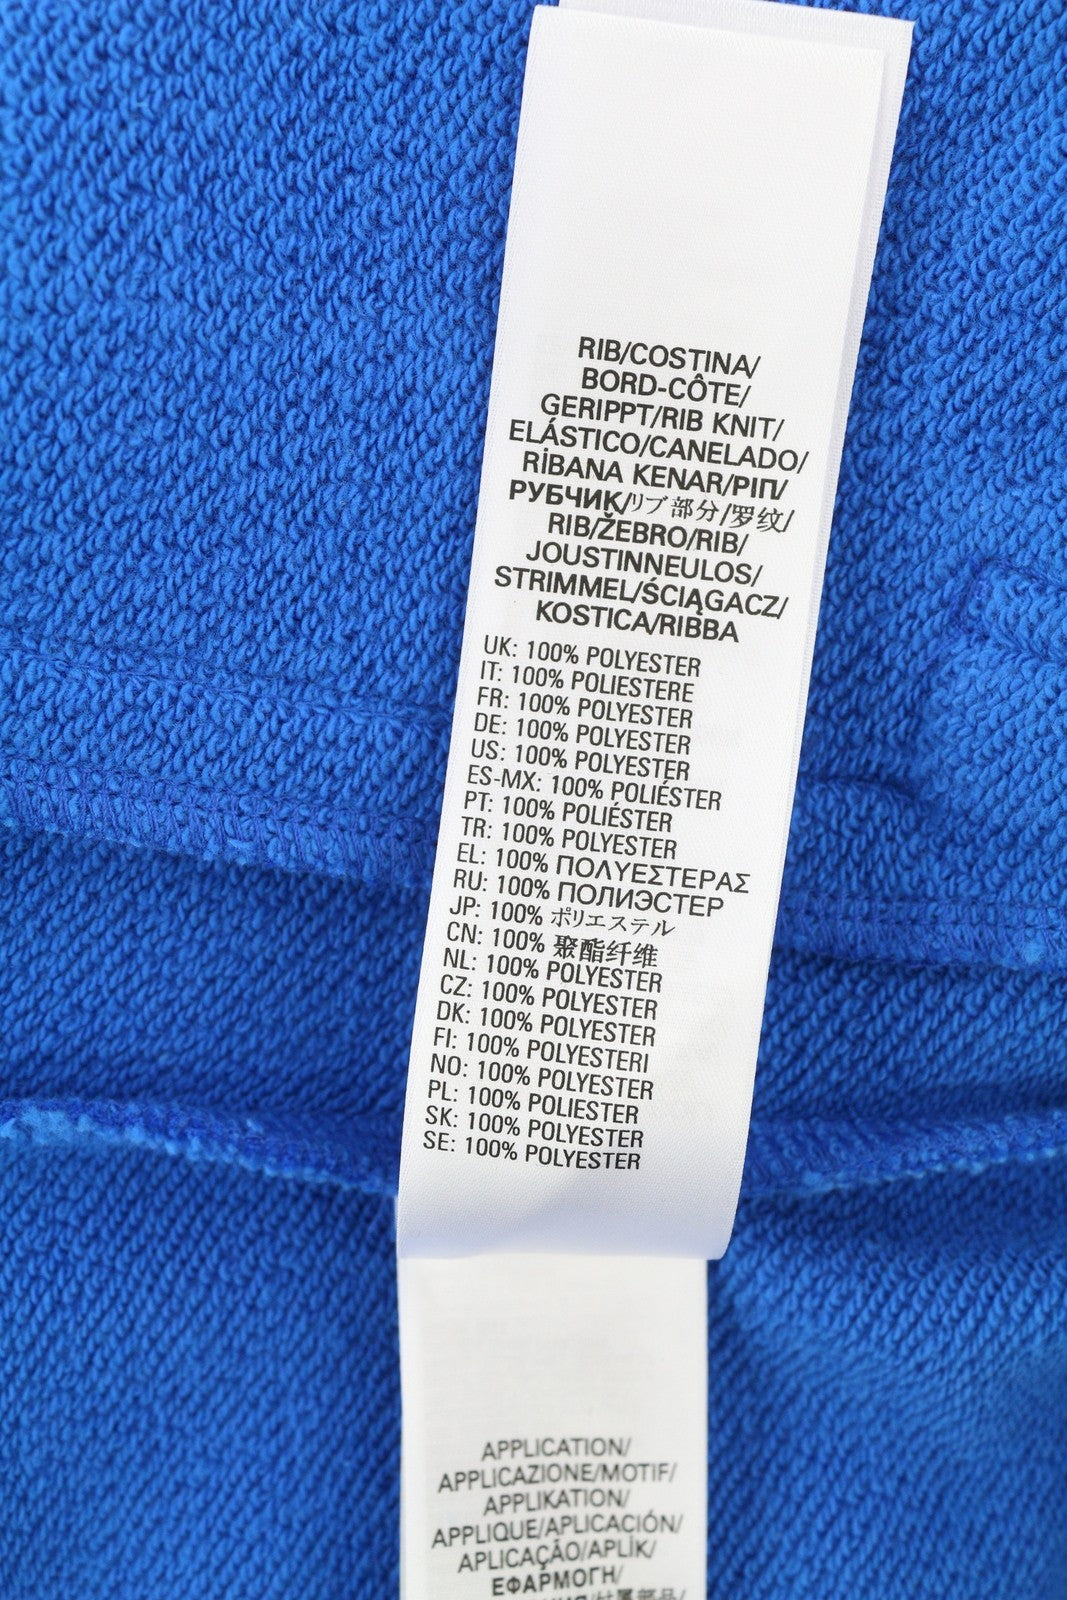 RIB/COSTINA/
BORD-CÔTE/
GERIPPT/RIB KNIT/
ELÁSTICO/CANELADO/
RİBANA KENAR/ΡΙΠ/
РУБЧИК/リブ部分/罗纹/
RIB/ŽEBRO/RIB/
JOUSTINNEULOS/
STRIMMEL/ŚCIĄGACZ/
KOSTICA/RIBBA
UK: 100% POLYESTER
IT: 100% POLIESTERE
FR: 100% POLYESTER
DE: 100% POLYESTER
US: 100% POLYESTER
ES-MX: 100% POLIÉSTER
PT: 100% POLIÉSTER
TR: 100% POLYESTER
EL: 100% ΠΟΛΥΕΣΤΕΡΑΣ
RU: 100% ПОЛИЭСТЕР
JP: 100% ポリエステル
CN: 100% 聚酯纤维
NL: 100% POLYESTER
CZ: 100% POLYESTER
DK: 100% POLYESTER
FI: 100% POLYESTERI
NO: 100% POLYESTER
PL: 100% POLIESTER
SK: 100% POLYESTER
SE: 100% POLYESTER
APPLICATION/
APPLICAZIONE/MOTIF/
APPLIKATION/
APPLIQUE/APLICACIÓN/
APLICAÇÃO/APLİK/
ΕΦΑΡΜΟΓΗ/